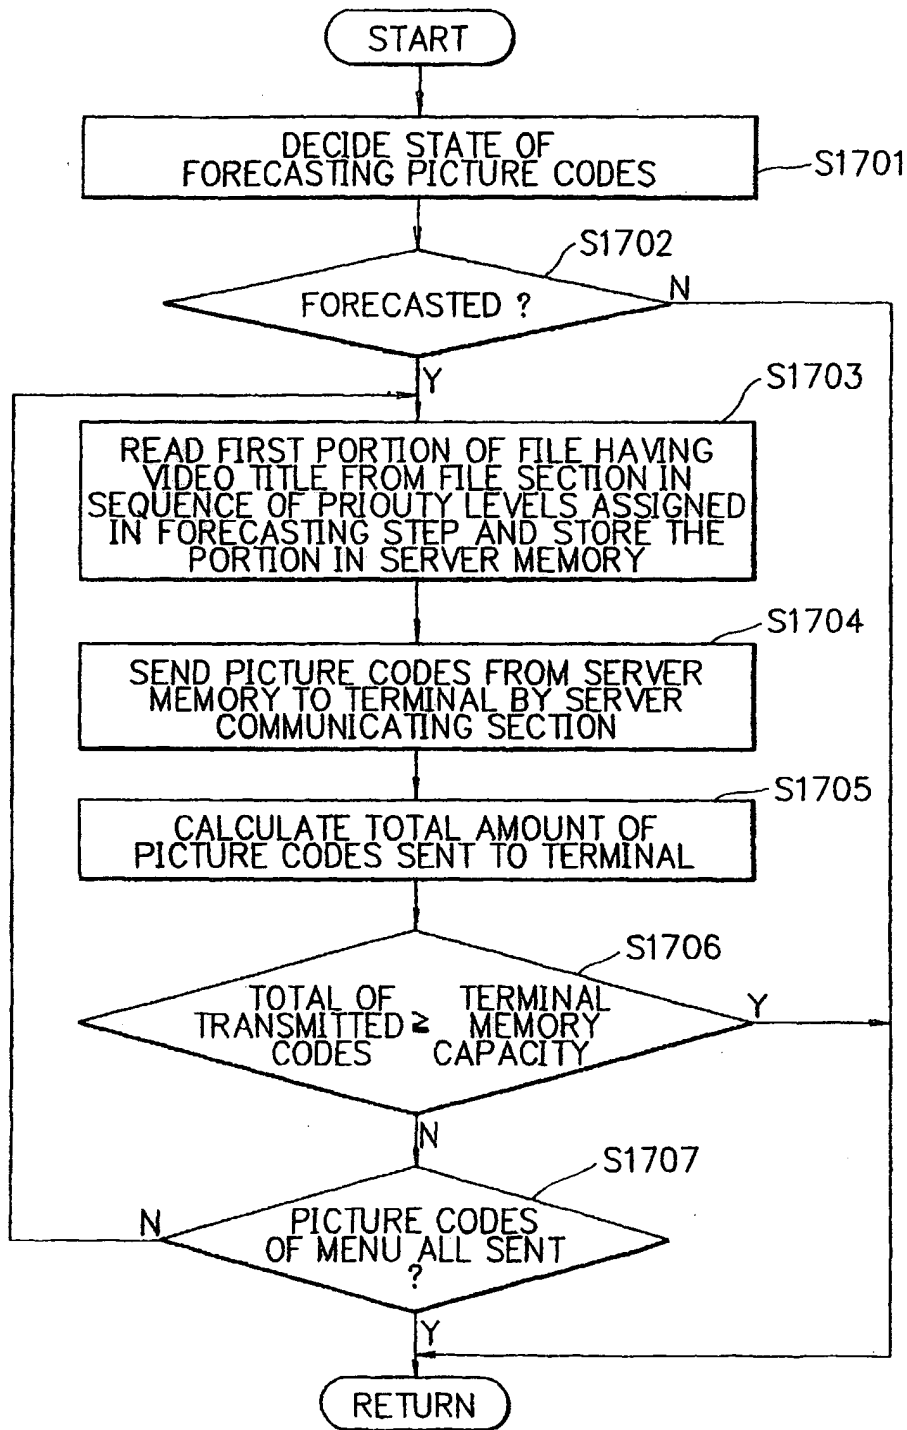 START
DECIDE STATE OF
FORECASTING PICTURE CODES
S1701
S1702
FORECASTED ?
N
Y
S1703
READ FIRST PORTION OF FILE HAVING
VIDEO TITLE FROM FILE SECTION IN
SEQUENCE OF PRIOUTY LEVELS ASSIGNED
IN FORECASTING STEP AND STORE THE
PORTION IN SERVER MEMORY
S1704
SEND PICTURE CODES FROM SERVER
MEMORY TO TERMINAL BY SERVER
COMMUNICATING SECTION
S1705
CALCULATE TOTAL AMOUNT OF
PICTURE CODES SENT TO TERMINAL
S1706
TOTAL OF TERMINAL
TRANSMITTED ≧ MEMORY
CODES CAPACITY
Y
N
S1707
PICTURE CODES
OF MENU ALL SENT
?
N
Y
RETURN